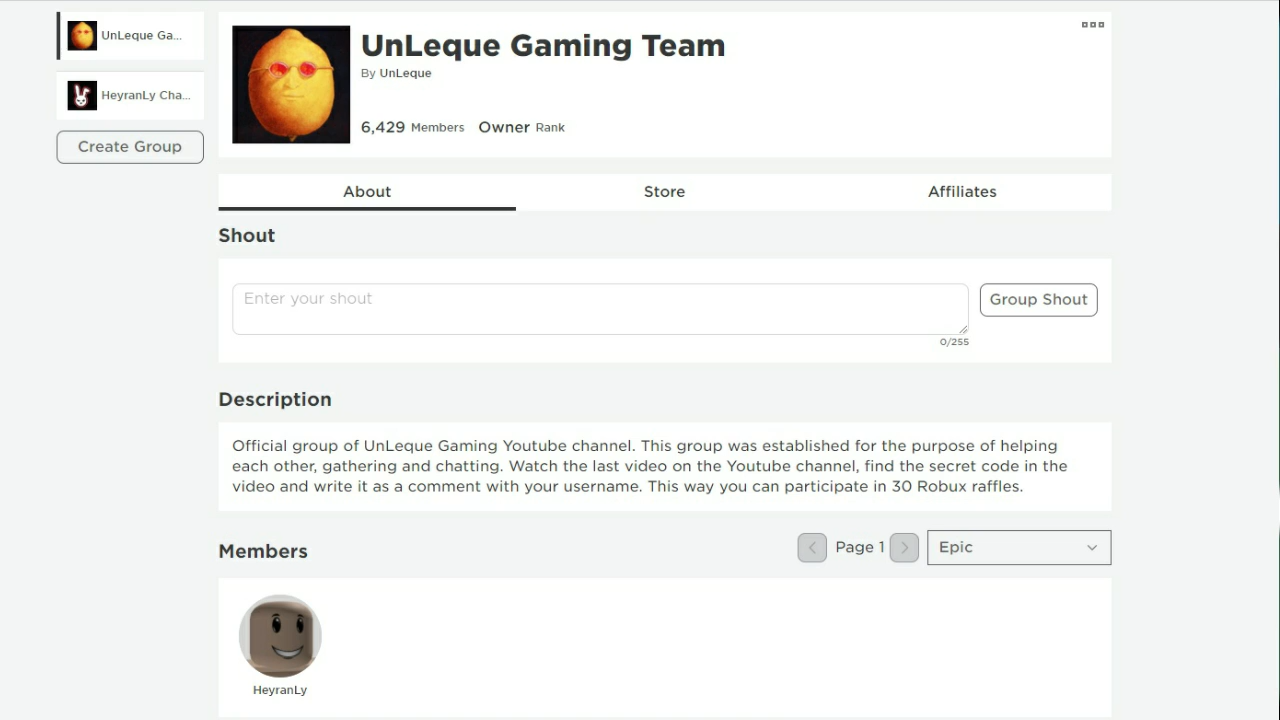 UnLeque Ga...
HeyranLy Cha...
Create Group
UnLeque Gaming Team
By UnLeque
6,429 Members Owner Rank
About Store Affiliates
Shout
Enter your shout
Group Shout
0/255
Description
Official group of UnLeque Gaming Youtube channel. This group was established for the purpose of helping
each other, gathering and chatting. Watch the last video on the Youtube channel, find the secret code in the
video and write it as a comment with your username. This way you can participate in 30 Robux raffles.
Members
Page 1
Epic
HeyranLy